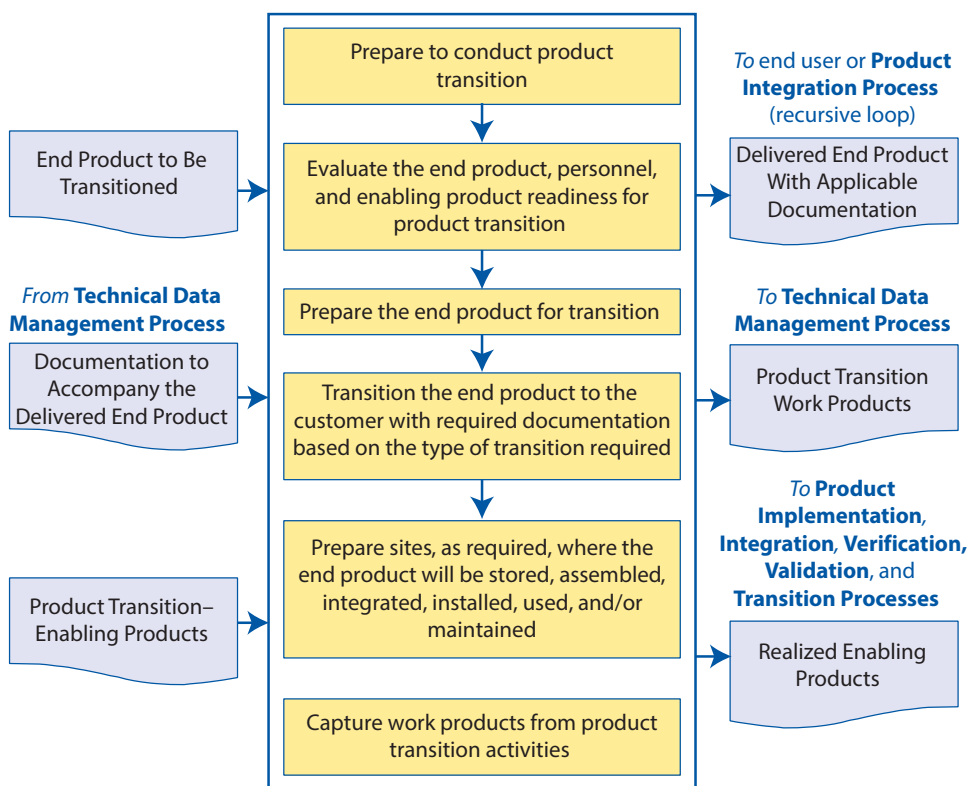 Prepare to conduct product
transition
Evaluate the end product, personnel,
and enabling product readiness for
product transition
Prepare the end product for transition
Transition the end product to the
customer with required documentation
based on the type of transition required
Prepare sites, as required, where the
end product will be stored, assembled,
integrated, installed, used, and/or
maintained
Capture work products from product
transition activities
End Product to Be
Transitioned
From Technical Data
Management Process
Documentation to
Accompany the
Delivered End Product
Product Transition–
Enabling Products
To end user or Product
Integration Process
(recursive loop)
Delivered End Product
With Applicable
Documentation
To Technical Data
Management Process
Product Transition
Work Products
To Product
Implementation,
Integration, Verification,
Validation, and
Transition Processes
Realized Enabling
Products